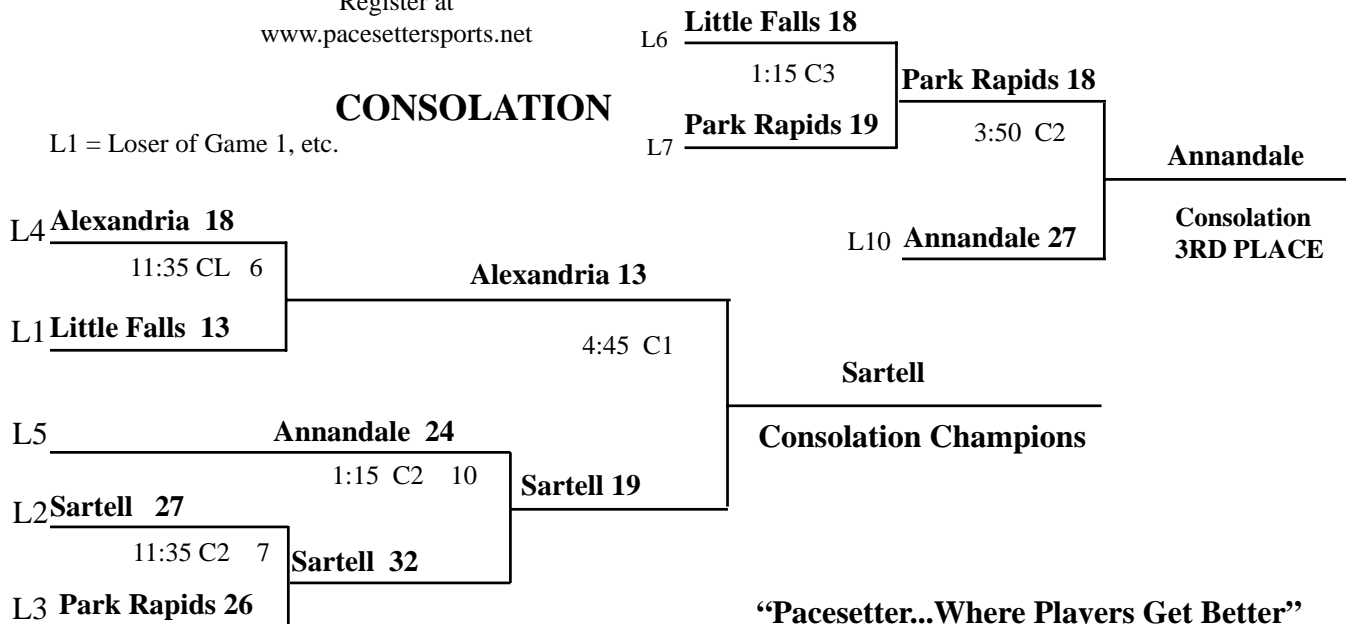 Register at
www.pacesettersports.net
CONSOLATION
L1 = Loser of Game 1, etc.
L6 Little Falls 18
1:15 C3
L7 Park Rapids 19
Park Rapids 18
3:50 C2
L10 Annandale 27
Annandale
Consolation
3RD PLACE
L4 Alexandria 18
11:35 CL 6
L1 Little Falls 13
Alexandria 13
4:45 C1
Sartell
Consolation Champions
L5 Annandale 24
1:15 C2 10
Sartell 19
L2 Sartell 27
11:35 C2 7
Sartell 32
L3 Park Rapids 26
“Pacesetter...Where Players Get Better”